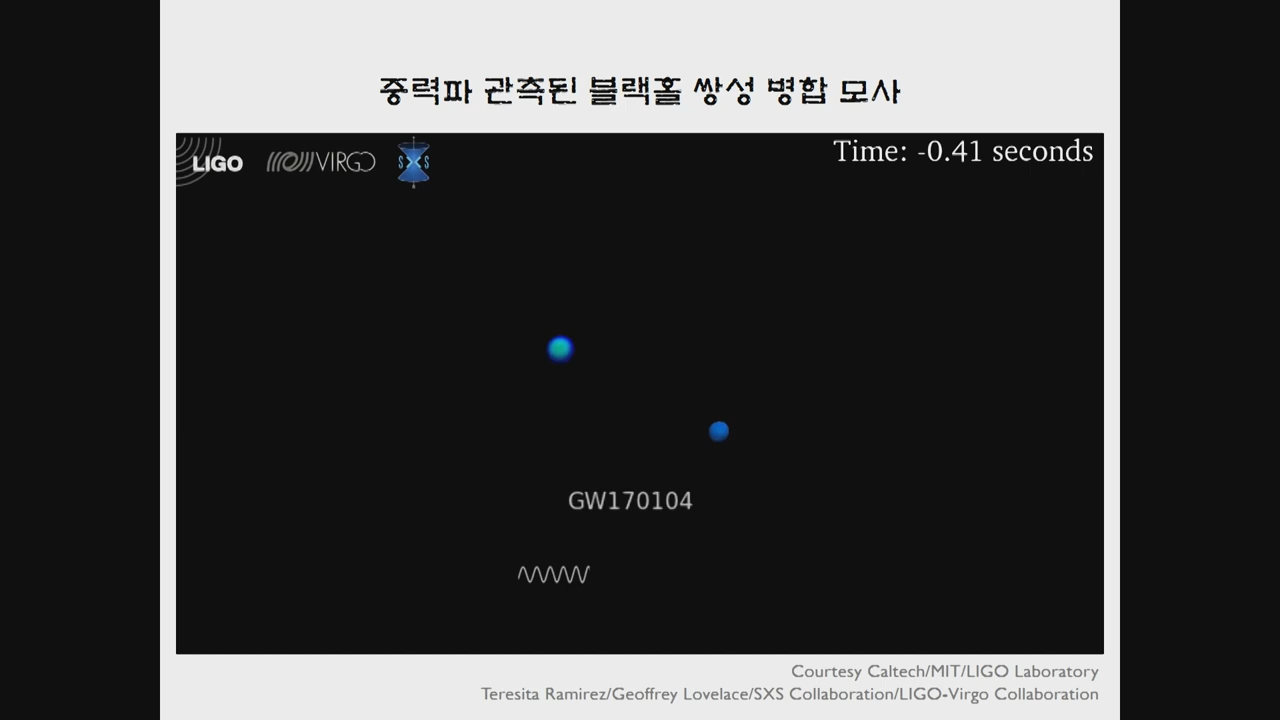 중력파 관측된 블랙홀 쌍성 병합 모사
LIGO
VIRGO
SXS
Time: -0.41 seconds
GW170104
Courtesy Caltech/MIT/LIGO Laboratory
Teresita Ramirez/Geoffrey Lovelace/SXS Collaboration/LIGO-Virgo Collaboration